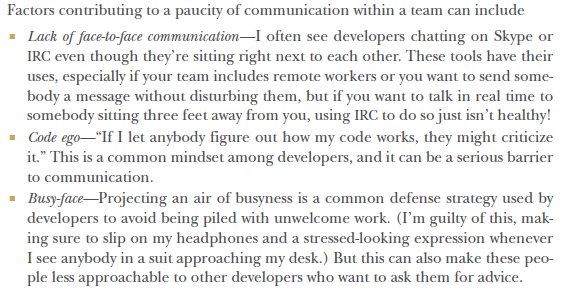 Factors contributing to a paucity of communication within a team can include
▪ Lack of face-to-face communication—I often see developers chatting on Skype or
IRC even though they're sitting right next to each other. These tools have their
uses, especially if your team includes remote workers or you want to send some-
body a message without disturbing them, but if you want to talk in real time to
somebody sitting three feet away from you, using IRC to do so just isn't healthy!
▪ Code ego—“If I let anybody figure out how my code works, they might criticize
it.” This is a common mindset among developers, and it can be a serious barrier
to communication.
▪ Busy-face—Projecting an air of busyness is a common defense strategy used by
developers to avoid being piled with unwelcome work. (I'm guilty of this, mak-
ing sure to slip on my headphones and a stressed-looking expression whenever
I see anybody in a suit approaching my desk.) But this can also make these peo-
ple less approachable to other developers who want to ask them for advice.